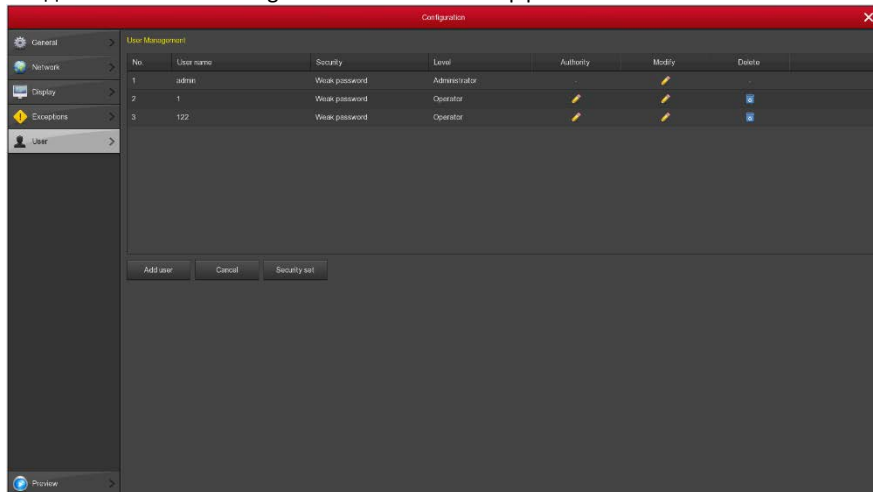 Configuration
General
Network
Display
Exceptions
User
Preview
User Management
No. User name Security Level Authority Modify Delete
1 admin Weak password Administrator - -
2 1 Weak password Operator
3 122 Weak password Operator
Add user Cancel Security set